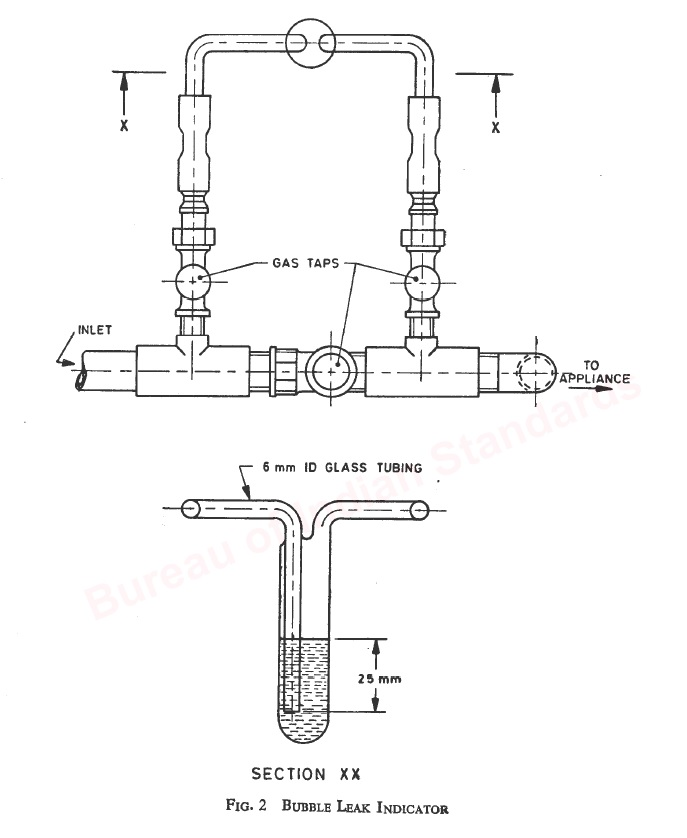 X
X
GAS TAPS
INLET
TO
APPLIANCE
6 mm ID GLASS TUBING
Bureau of Indian Standards
25 mm
SECTION XX
FIG. 2 BUBBLE LEAK INDICATOR